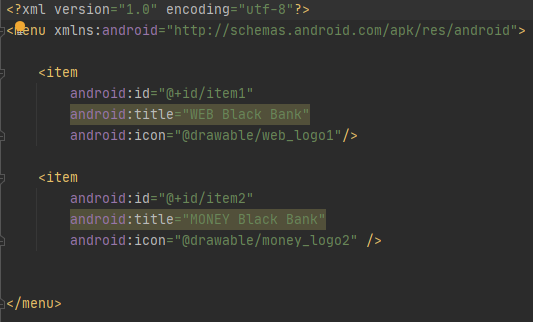 <?xml version="1.0" encoding="utf-8"?>
<menu xmlns:android="http://schemas.android.com/apk/res/android">
<item
android:id="@+id/item1"
android:title="WEB Black Bank"
android:icon="@drawable/web_logo1"/>
<item
android:id="@+id/item2"
android:title="MONEY Black Bank"
android:icon="@drawable/money_logo2" />
</menu>